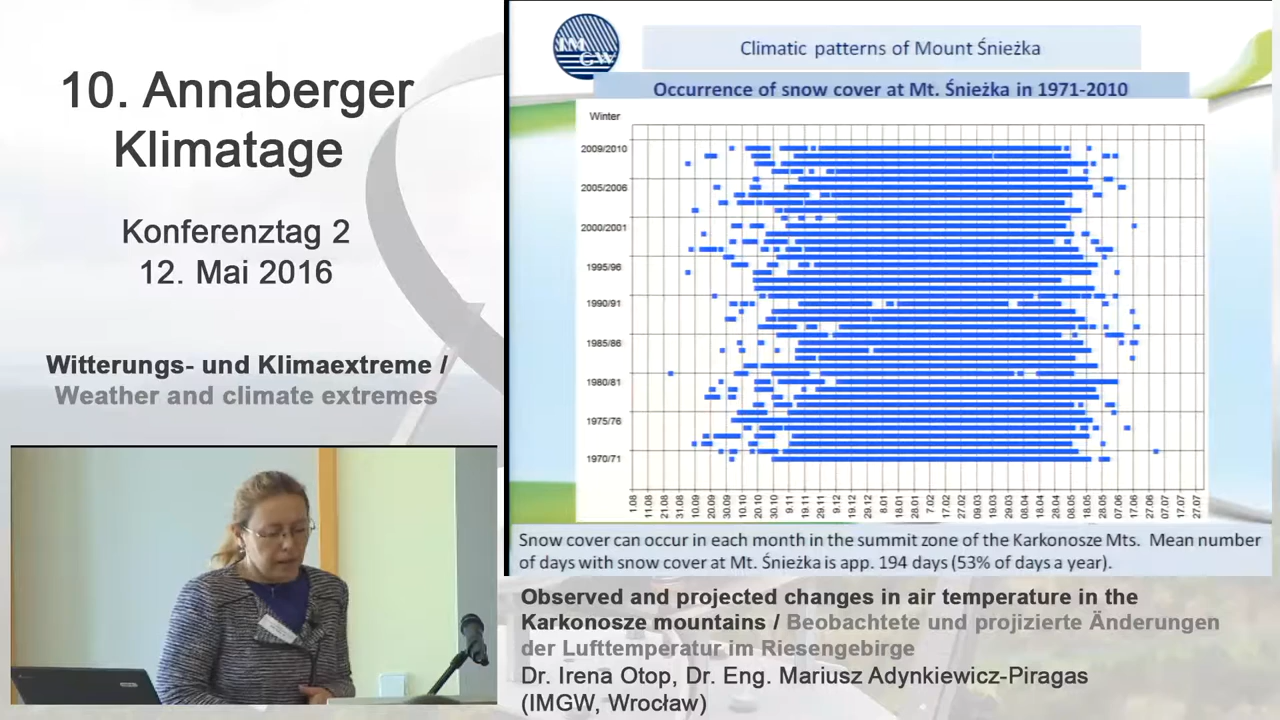 10. Annaberger
Klimatage
Konferenztag 2
12. Mai 2016
Witterungs- und Klimaextreme /
Weather and climate extremes
IM
GW
Climatic patterns of Mount Śnieżka
Occurrence of snow cover at Mt. Śnieżka in 1971-2010
Winter
2009/2010
2005/2006
2000/2001
1995/96
1990/91
1985/86
1980/81
1975/76
1970/71
1.08
11.08
21.08
31.08
10.09
20.09
30.09
10.10
20.10
30.10
9.11
19.11
29.11
9.12
19.12
29.12
8.01
18.01
28.01
7.02
17.02
27.02
09.03
19.03
29.03
08.04
18.04
28.04
08.05
18.05
28.05
07.06
17.06
27.06
07.07
17.07
27.07
Snow cover can occur in each month in the summit zone of the Karkonosze Mts. Mean number
of days with snow cover at Mt. Śnieżka is app. 194 days (53% of days a year).
Observed and projected changes in air temperature in the
Karkonosze mountains / Beobachtete und projizierte Änderungen
der Lufttemperatur im Riesengebirge
Dr. Irena Otop, Dr. Eng. Mariusz Adynkiewicz-Piragas
(IMGW, Wrocław)